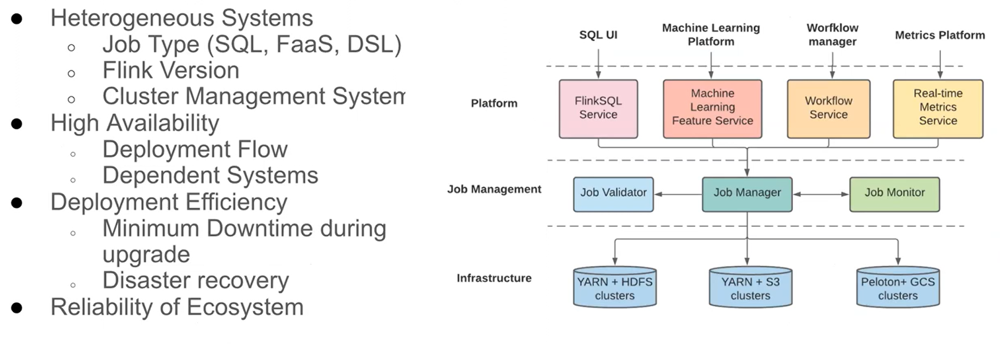 Heterogeneous Systems
Job Type (SQL, FaaS, DSL)
Flink Version
Cluster Management System
High Availability
Deployment Flow
Dependent Systems
Deployment Efficiency
Minimum Downtime during
upgrade
Disaster recovery
Reliability of Ecosystem
SQL UI
Machine Learning
Platform
Worfklow
manager
Metrics Platform
Platform
FlinkSQL
Service
Machine
Learning
Feature Service
Workflow
Service
Real-time
Metrics
Service
Job Management
Job Validator
Job Manager
Job Monitor
Infrastructure
YARN + HDFS
clusters
YARN + S3
clusters
Peloton+ GCS
clusters